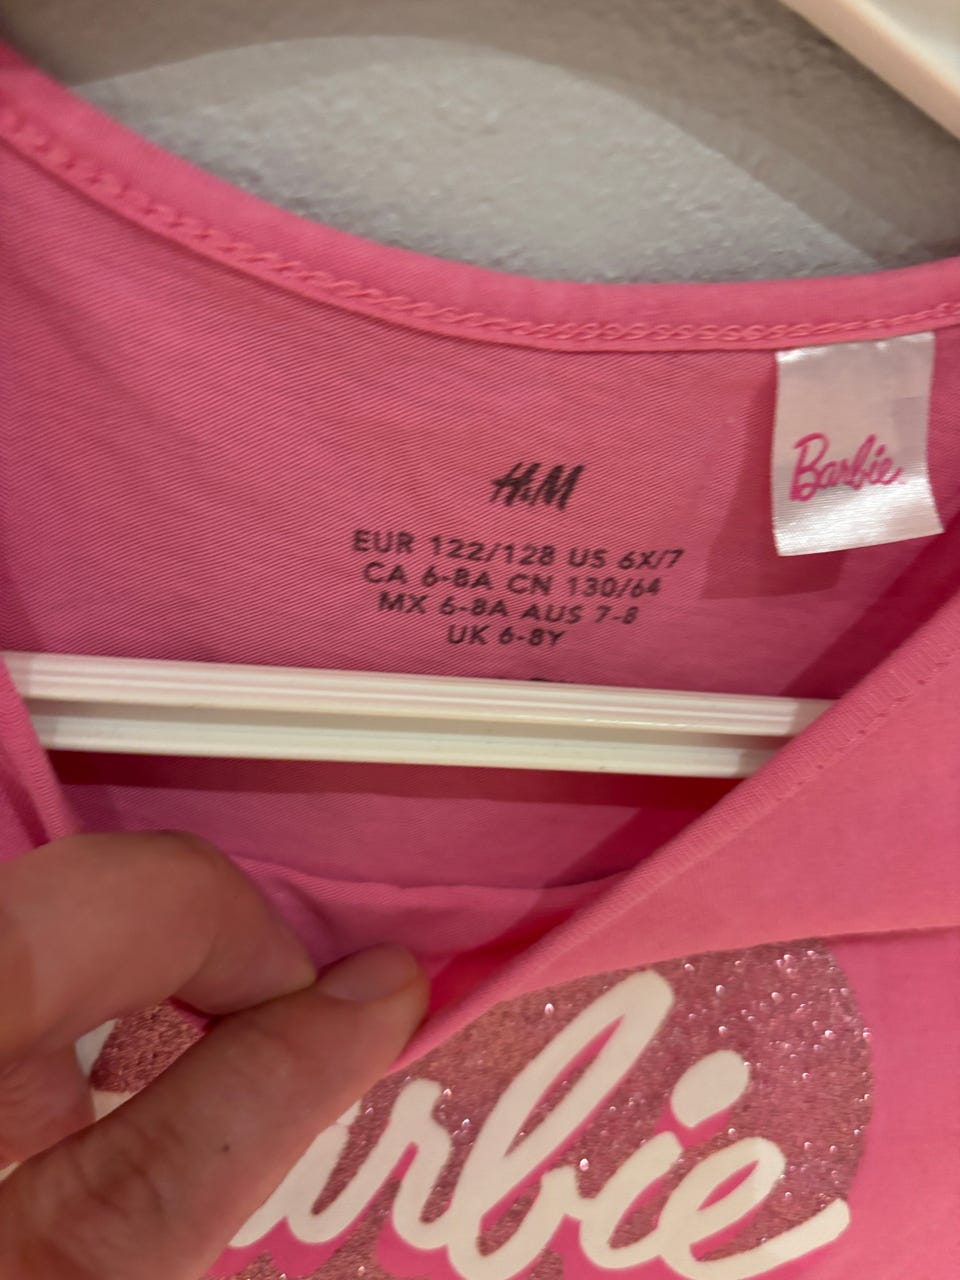 Barbie
H&M
EUR 122/128 US 6X/7
CA 6-8A CN 130/64
MX 6-8A AUS 7-8
UK 6-8Y
arbie